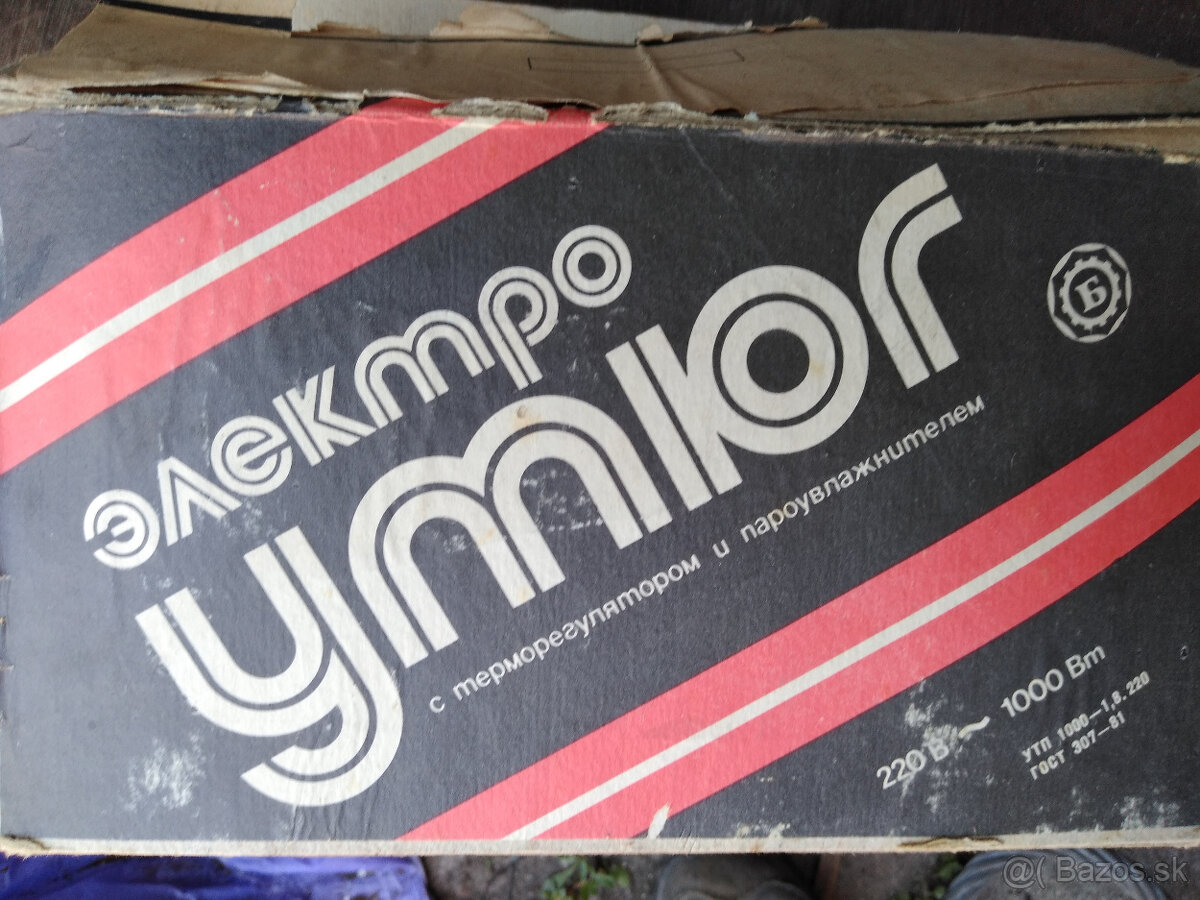 электро
утюг
с терморегулятором и пароувлажнителем
Б
220 В ~ 1000 Вт
УТП 1000—1,8. 220
ГОСТ 307—81
@( Bazos.sk